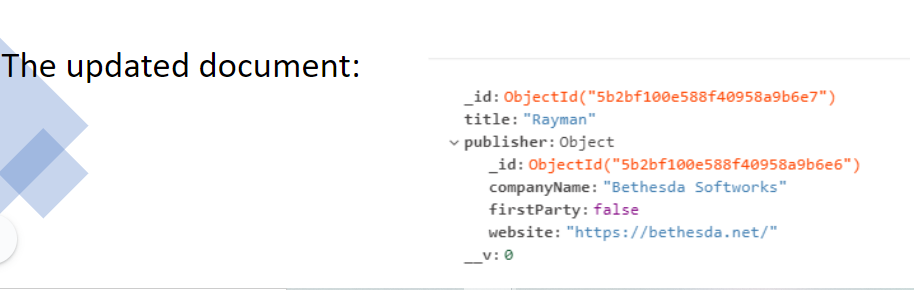 The updated document:
_id: ObjectId("5b2bf100e588f40958a9b6e7")
title: "Rayman"
publisher: Object
_id: ObjectId("5b2bf100e588f40958a9b6e6")
companyName: "Bethesda Softworks"
firstParty: false
website: "https://bethesda.net/"
__v: 0